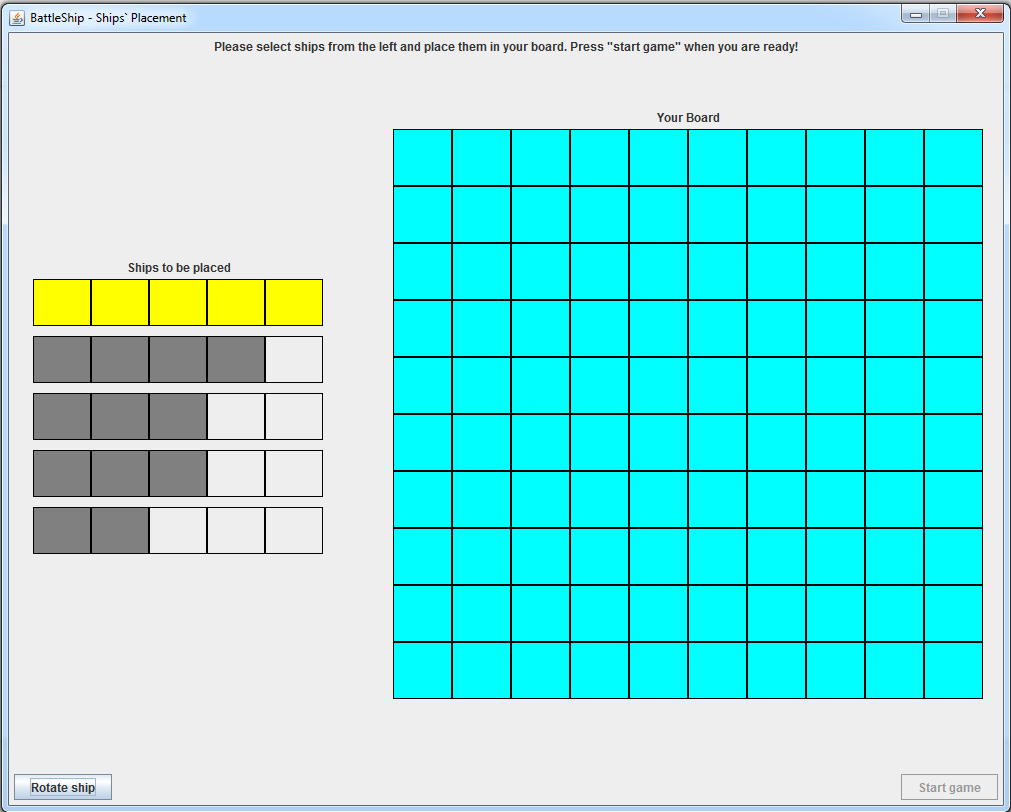 BattleShip - Ships` Placement
Please select ships from the left and place them in your board. Press "start game" when you are ready!
Your Board
Ships to be placed
Rotate ship
Start game